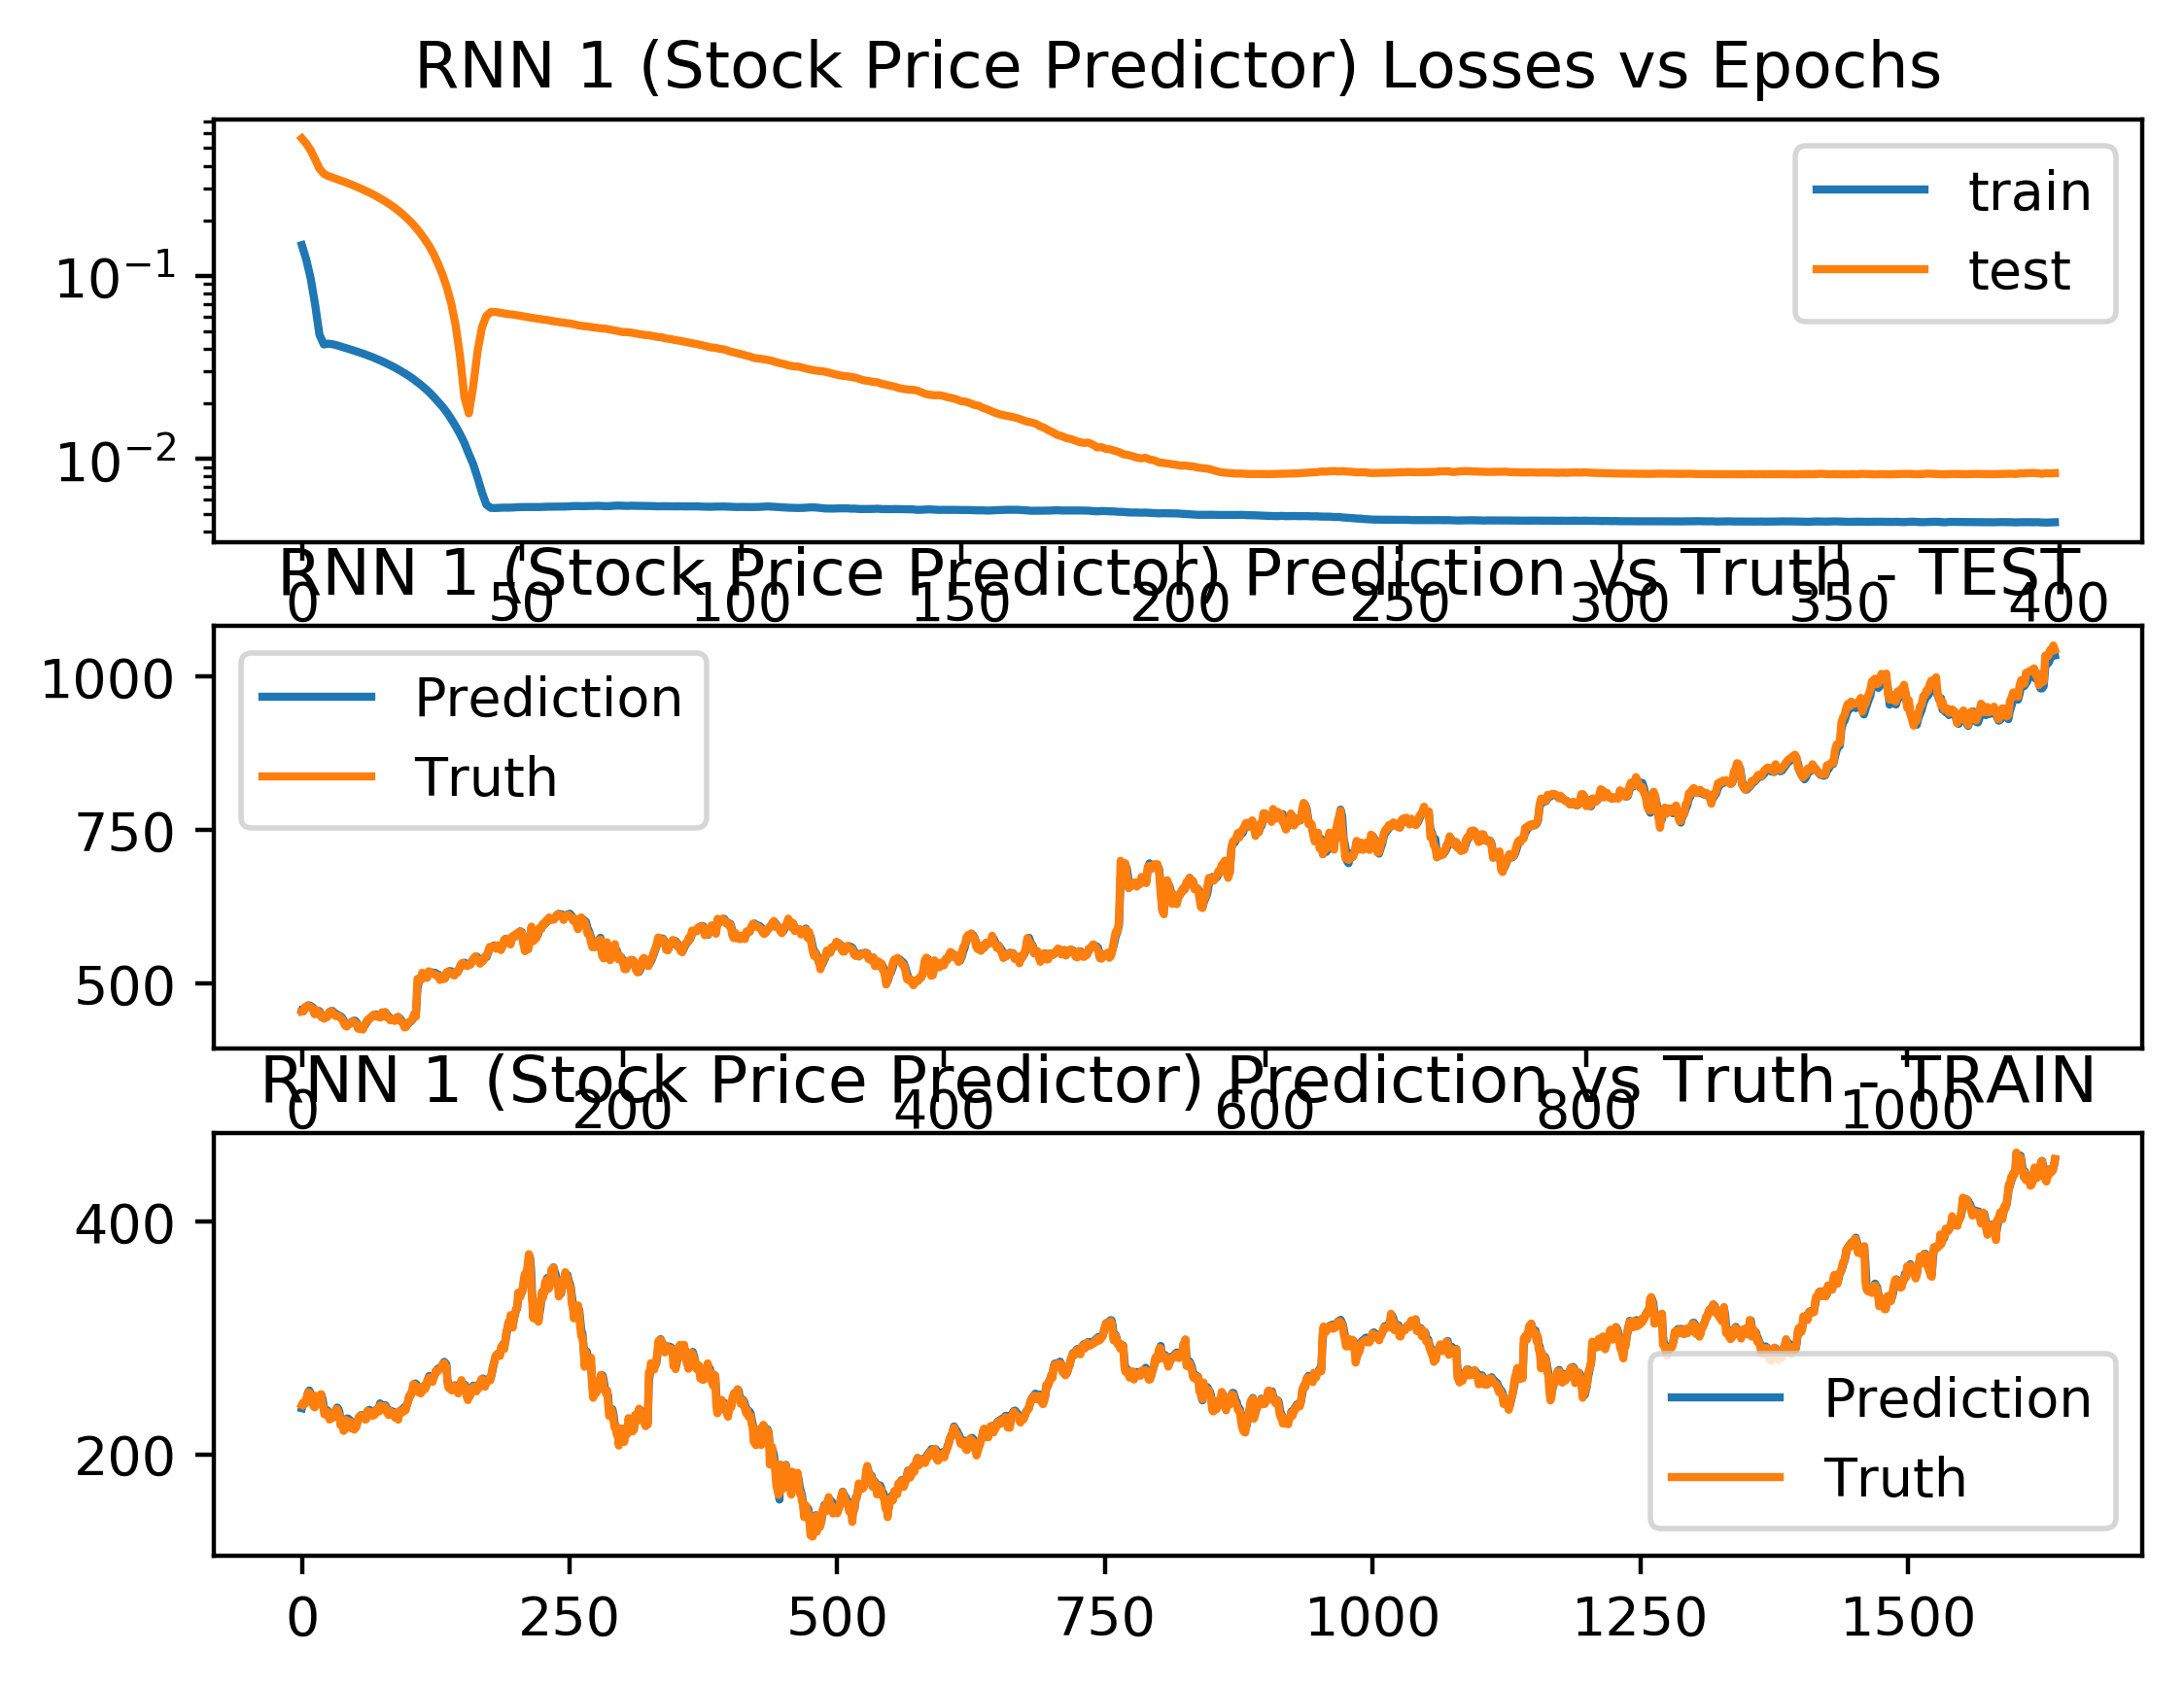 RNN 1 (Stock Price Predictor) Losses vs Epochs
train
test
10⁻¹
10⁻²
0 50 100 150 200 250 300 350 400
RNN 1 (Stock Price Predictor) Prediction vs Truth - TEST
Prediction
Truth
1000
750
500
0 200 400 600 800 1000
RNN 1 (Stock Price Predictor) Prediction vs Truth - TRAIN
400
200
Prediction
Truth
0 250 500 750 1000 1250 1500